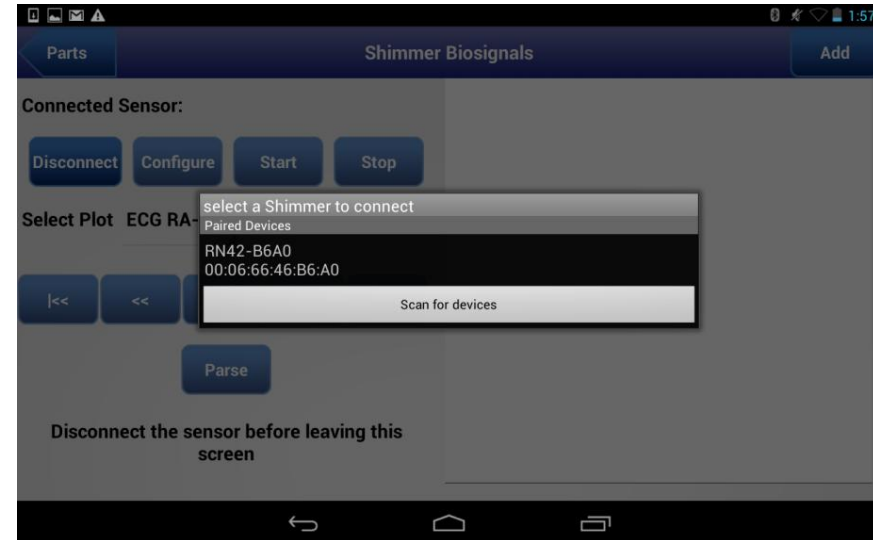 1:57
Parts
Shimmer Biosignals
Add
Connected Sensor:
Disconnect
Configure
Start
Stop
select a Shimmer to connect
Paired Devices
Select Plot ECG RA-
RN42-B6A0
00:06:66:46:B6:A0
|<<
<<
Scan for devices
Parse
Disconnect the sensor before leaving this
screen